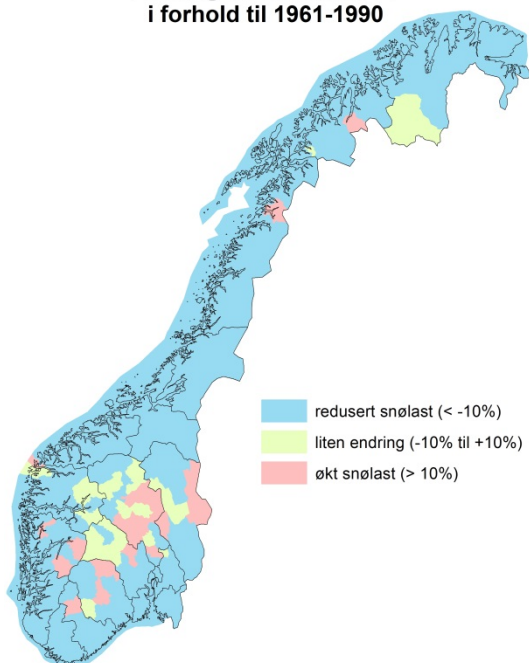 i forhold til 1961-1990
redusert snølast (< -10%)
liten endring (-10% til +10%)
økt snølast (> 10%)